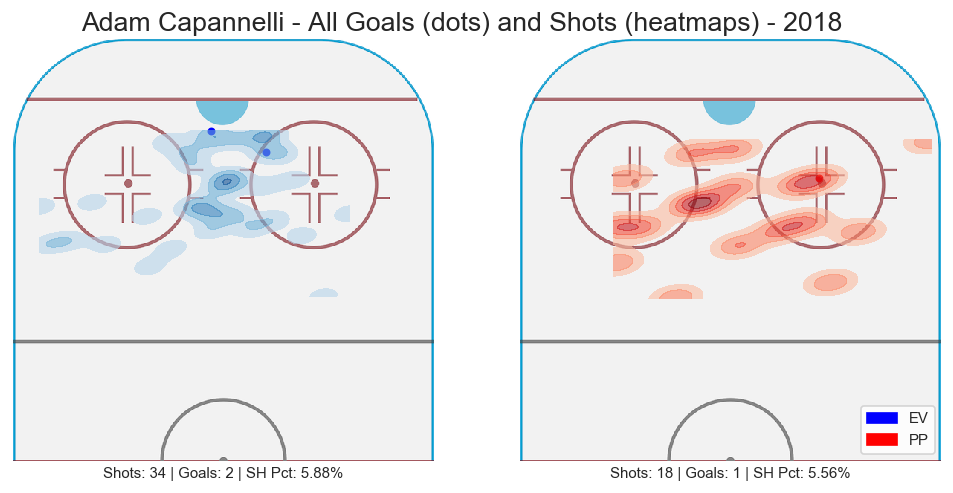 Adam Capannelli - All Goals (dots) and Shots (heatmaps) - 2018
EV
PP
Shots: 34 | Goals: 2 | SH Pct: 5.88%
Shots: 18 | Goals: 1 | SH Pct: 5.56%